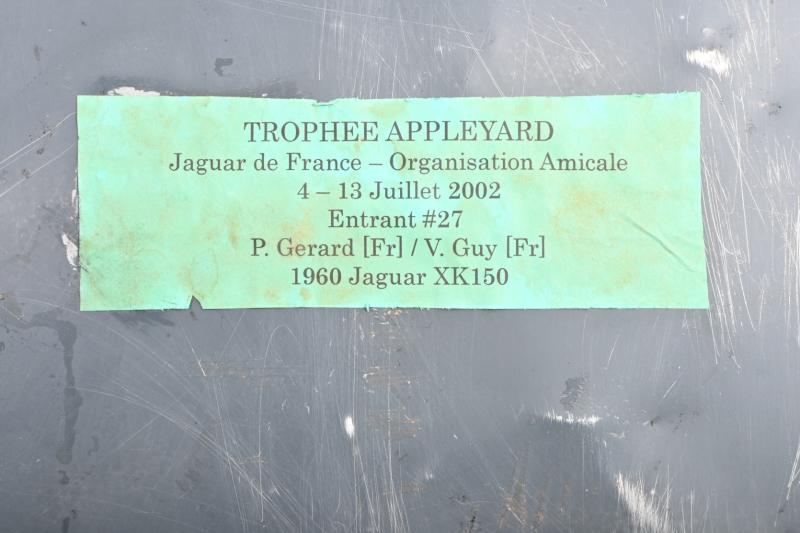 TROPHEE APPLEYARD
Jaguar de France – Organisation Amicale
4 – 13 Juillet 2002
Entrant #27
P. Gerard [Fr] / V. Guy [Fr]
1960 Jaguar XK150